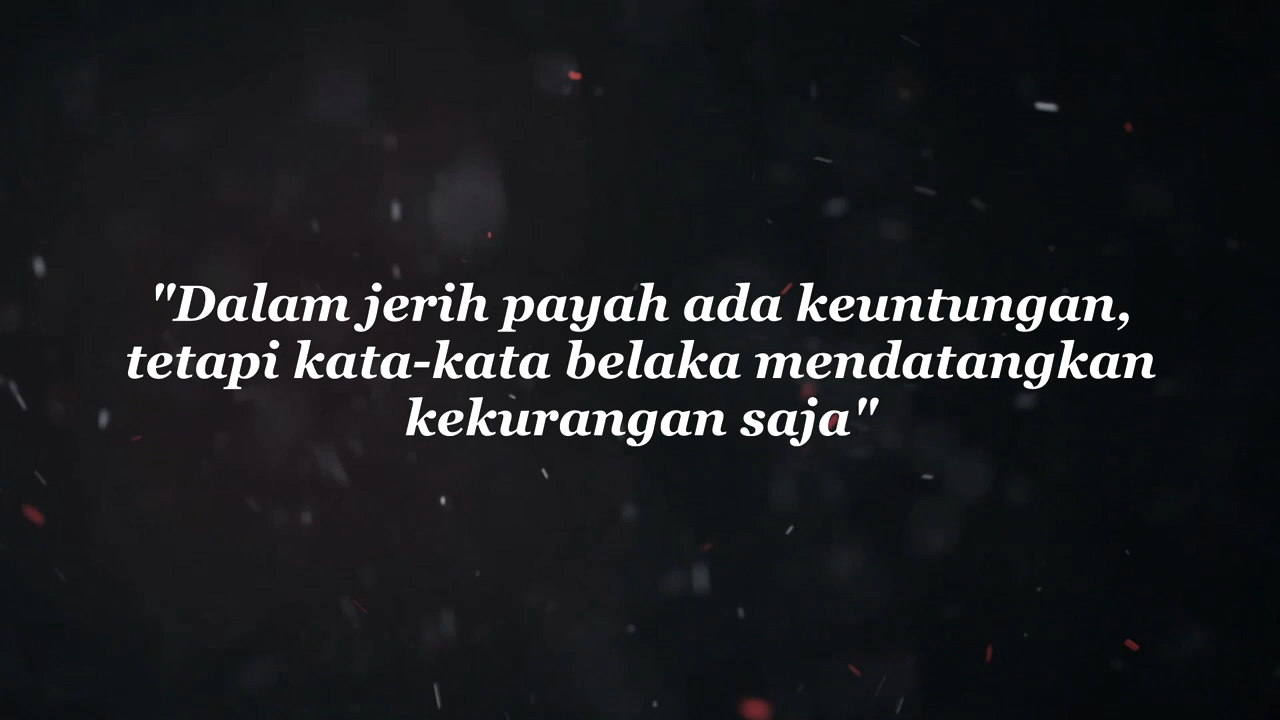 "Dalam jerih payah ada keuntungan,
tetapi kata-kata belaka mendatangkan
kekurangan saja"